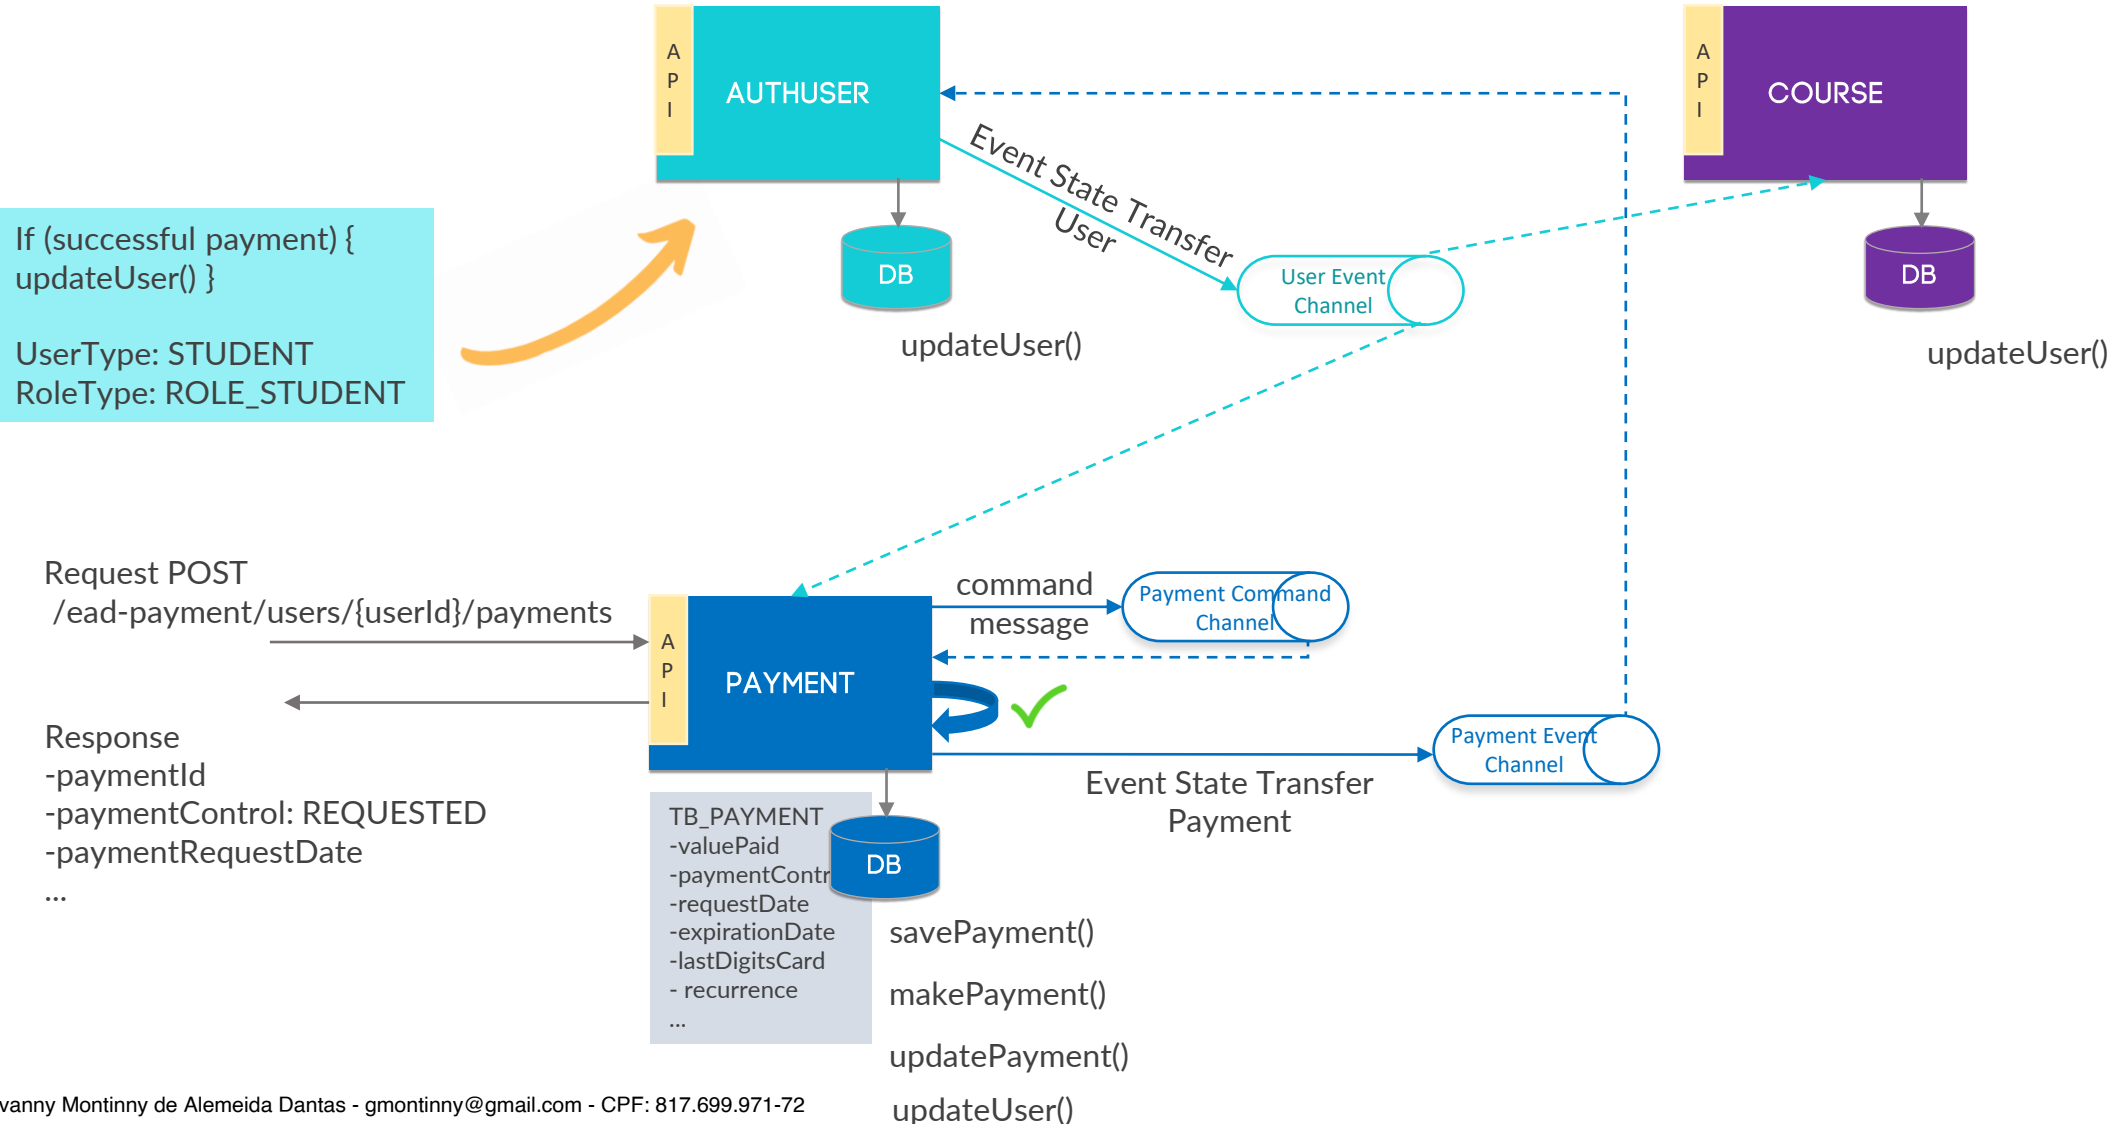 A
P
I
AUTHUSER
A
P
I
COURSE
Event State Transfer
User
If (successful payment) {
updateUser() }
UserType: STUDENT
RoleType: ROLE_STUDENT
DB
User Event
Channel
DB
updateUser()
updateUser()
Request POST
/ead-payment/users/{userId}/payments
command
message
Payment Command
Channel
A
P
I
PAYMENT
Response
-paymentId
-paymentControl: REQUESTED
-paymentRequestDate
...
Payment Event
Channel
Event State Transfer
Payment
TB_PAYMENT
-valuePaid
-paymentContr
-requestDate
-expirationDate
-lastDigitsCard
- recurrence
...
DB
savePayment()
makePayment()
updatePayment()
updateUser()
vanny Montinny de Alemeida Dantas - gmontinny@gmail.com - CPF: 817.699.971-72